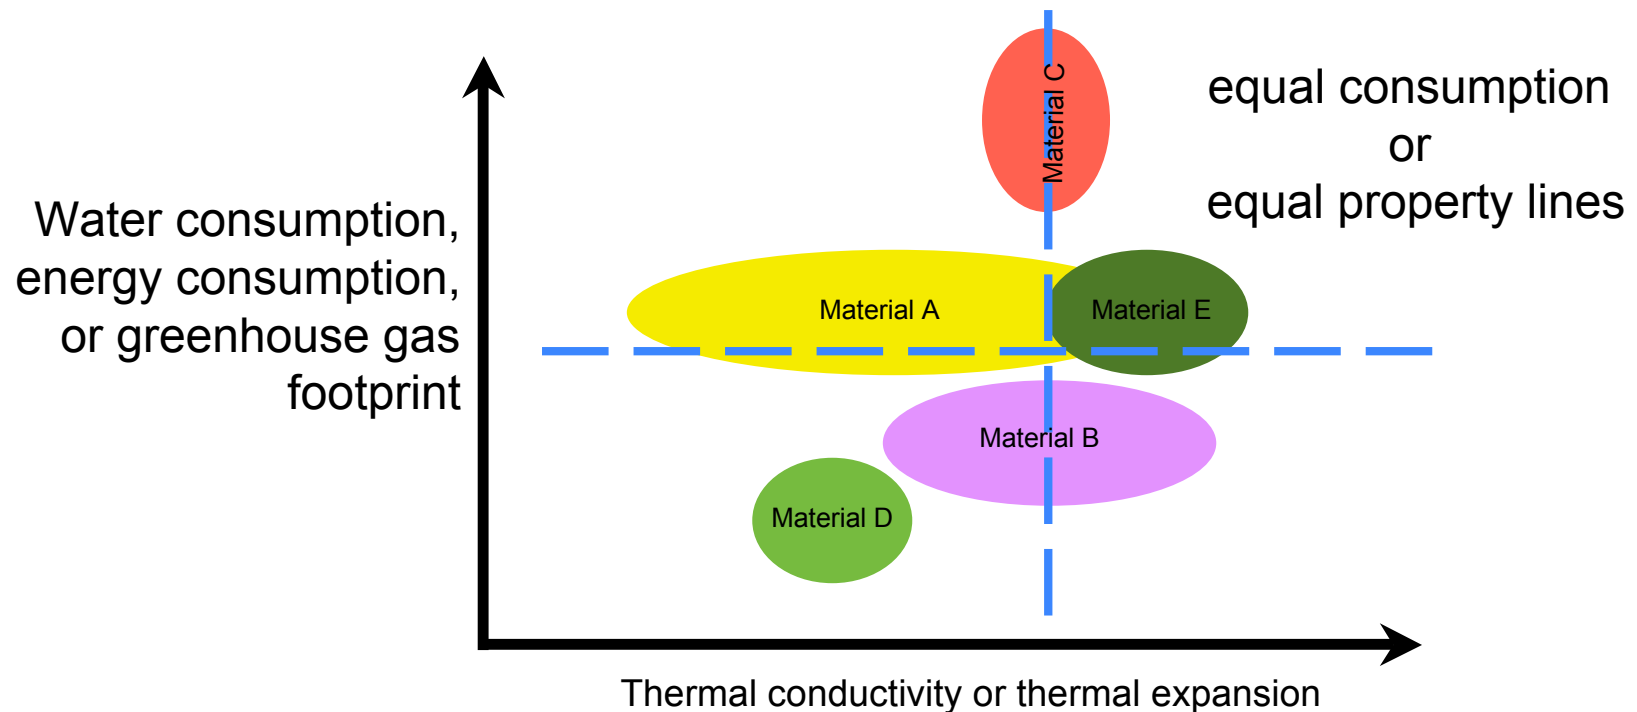 Material C
equal consumption
or
equal property lines
Water consumption,
energy consumption,
or greenhouse gas
footprint
Material A
Material E
Material B
Material D
Thermal conductivity or thermal expansion